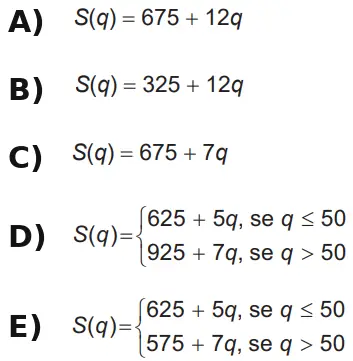 A) S(q) = 675 + 12q
B) S(q) = 325 + 12q
C) S(q) = 675 + 7q
D) S(q)= { 625 + 5q, se q ≤ 50
925 + 7q, se q > 50
E) S(q)= { 625 + 5q, se q ≤ 50
575 + 7q, se q > 50